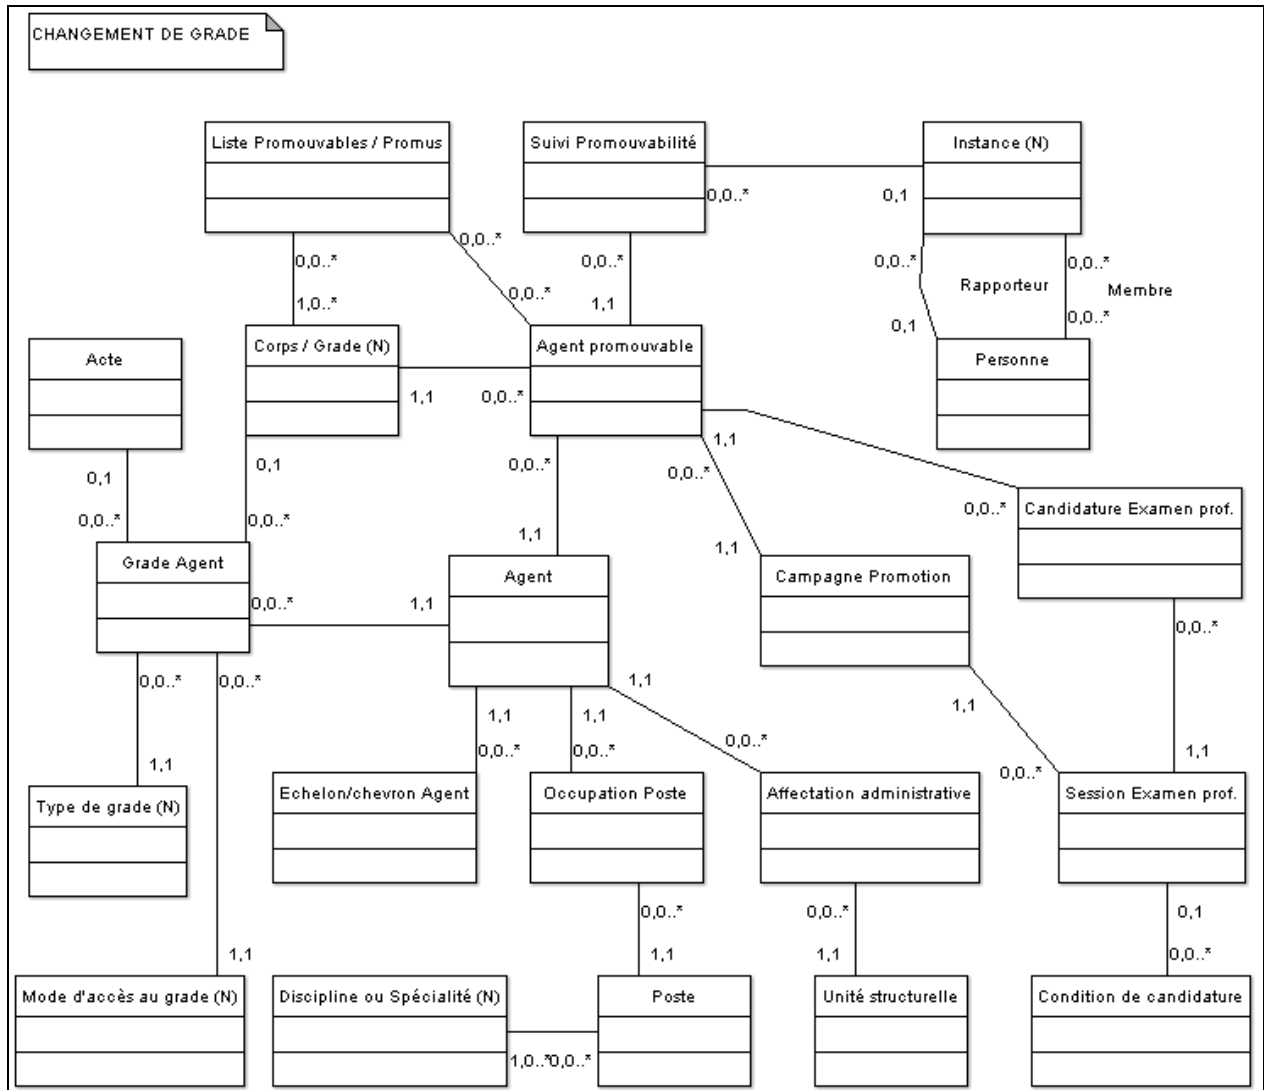 CHANGEMENT DE GRADE
Liste Promouvables / Promus
Suivi Promouvabilité
Instance (N)
0,0..*
0,1
0,0..*
0,0..*
0,0..*
0,0..*
0,0..*
Rapporteur
Membre
1,0..*
0,0..*
1,1
0,1
0,0..*
Acte
Corps / Grade (N)
Agent promouvable
Personne
1,1
0,0..*
0,1
0,1
0,0..*
1,1
0,0..*
0,0..*
0,0..*
1,1
1,1
0,0..*
Candidature Examen prof.
Grade Agent
Agent
Campagne Promotion
0,0..*
1,1
0,0..*
0,0..*
0,0..*
1,1
1,1
1,1
1,1
0,0..*
0,0..*
0,0..*
1,1
0,0..*
1,1
Type de grade (N)
Echelon/chevron Agent
Occupation Poste
Affectation administrative
Session Examen prof.
0,0..*
0,0..*
0,1
1,1
1,1
1,1
0,0..*
Mode d'accès au grade (N)
Discipline ou Spécialité (N)
Poste
Unité structurelle
Condition de candidature
1,0..*
0,0..*